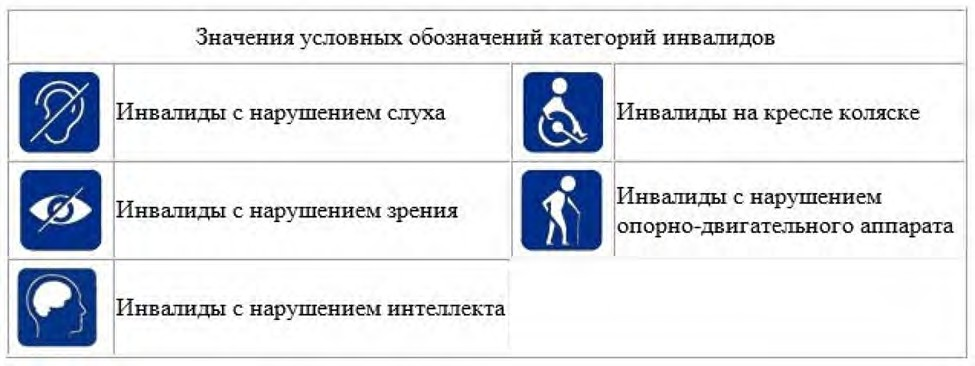 Значения условных обозначений категорий инвалидов
Инвалиды с нарушением слуха
Инвалиды на кресле коляске
Инвалиды с нарушением зрения
Инвалиды с нарушением
опорно-двигательного аппарата
Инвалиды с нарушением интеллекта